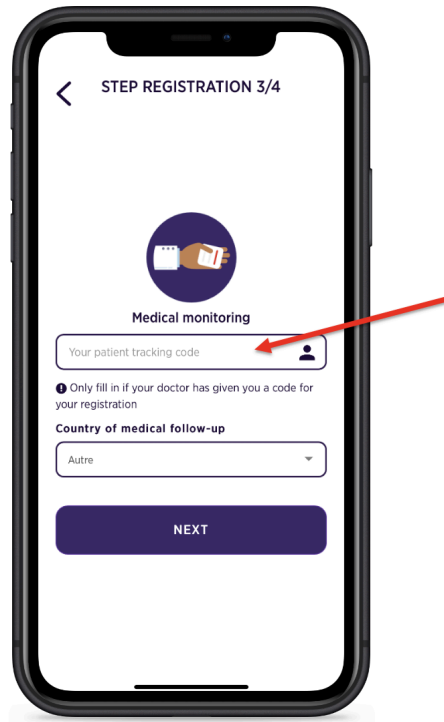 STEP REGISTRATION 3/4
Medical monitoring
Your patient tracking code
Only fill in if your doctor has given you a code for
your registration
Country of medical follow-up
Autre
NEXT